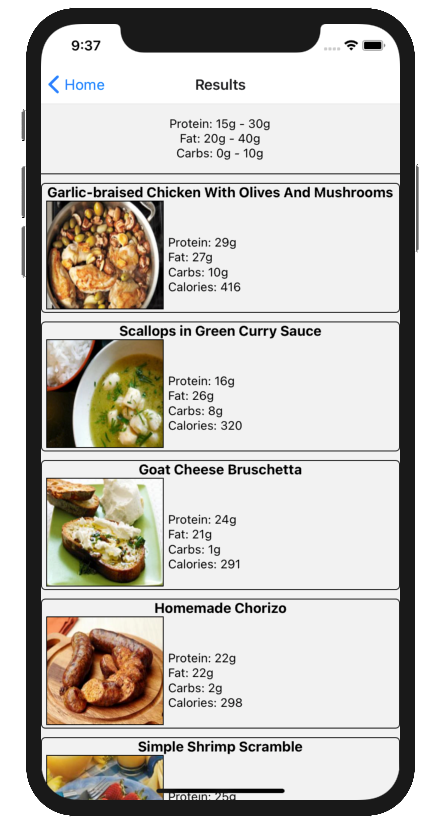 9:37
Home
Results
Protein: 15g - 30g
Fat: 20g - 40g
Carbs: 0g - 10g
Garlic-braised Chicken With Olives And Mushrooms
Protein: 29g
Fat: 27g
Carbs: 10g
Calories: 416
Scallops in Green Curry Sauce
Protein: 16g
Fat: 26g
Carbs: 8g
Calories: 320
Goat Cheese Bruschetta
Protein: 24g
Fat: 21g
Carbs: 1g
Calories: 291
Homemade Chorizo
Protein: 22g
Fat: 22g
Carbs: 2g
Calories: 298
Simple Shrimp Scramble
Protein: 25g